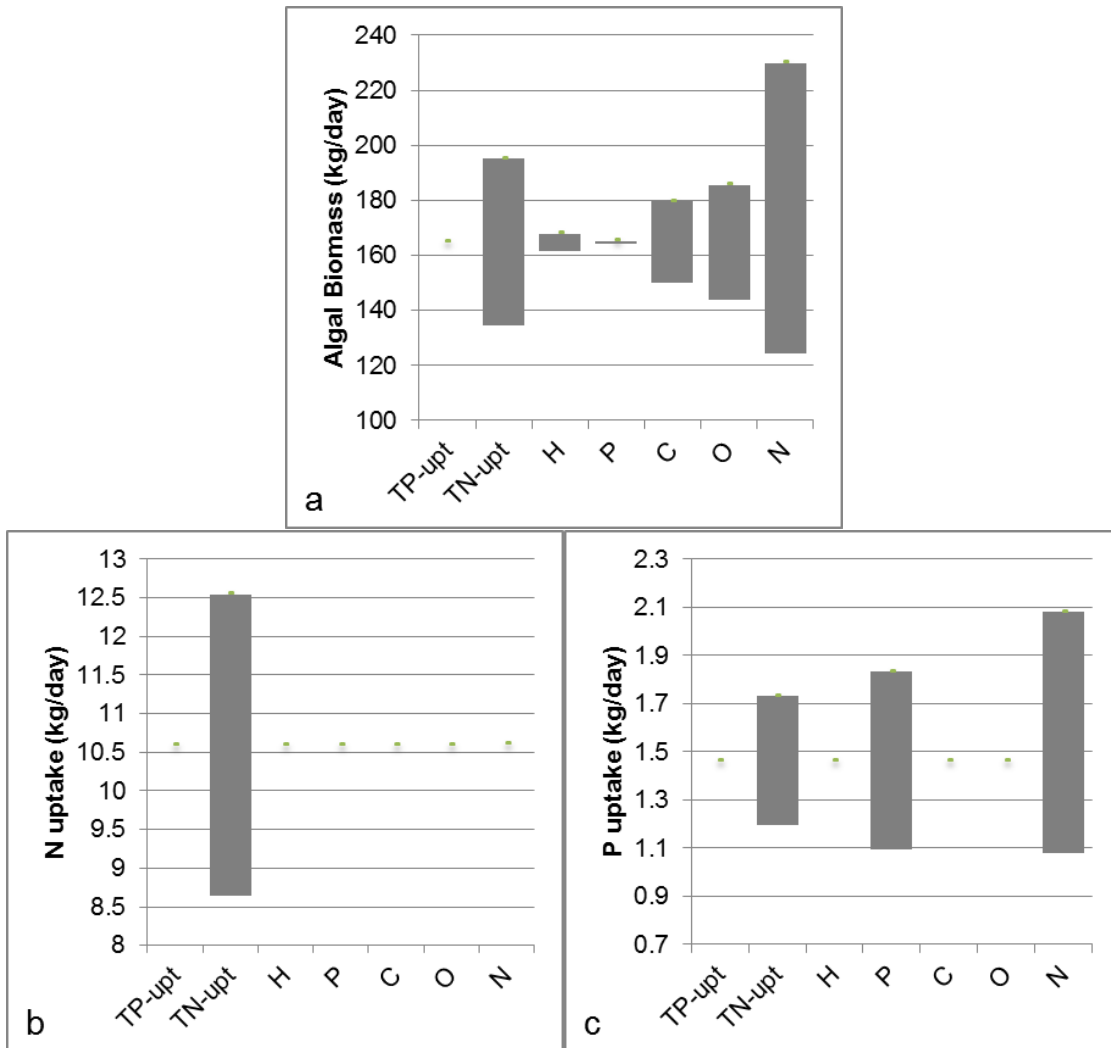 Algal Biomass (kg/day)
240
220
200
180
160
140
120
100
TP-upt
TN-upt
H
P
C
O
N
a
N uptake (kg/day)
13
12.5
12
11.5
11
10.5
10
9.5
9
8.5
8
TP-upt
TN-upt
H
P
C
O
N
b
P uptake (kg/day)
2.3
2.1
1.9
1.7
1.5
1.3
1.1
0.9
0.7
TP-upt
TN-upt
H
P
C
O
N
c